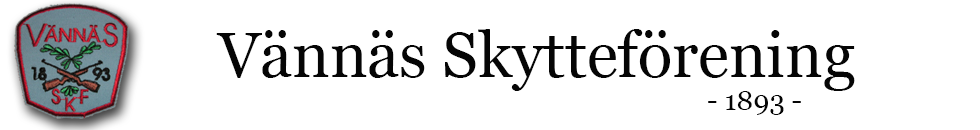 VÄNNÄS
18 93
SKF
Vännäs Skytteförening
- 1893 -